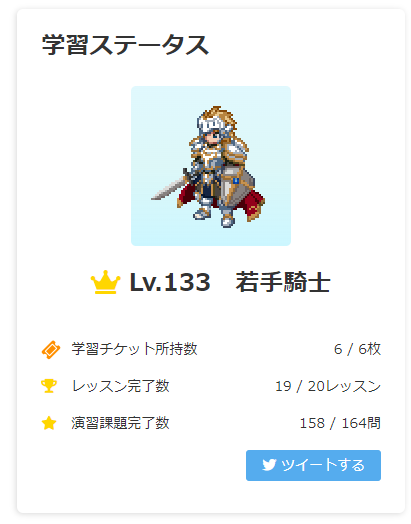 学習ステータス
Lv.133　若手騎士
学習チケット所持数 6 / 6枚
レッスン完了数 19 / 20レッスン
演習課題完了数 158 / 164問
ツイートする